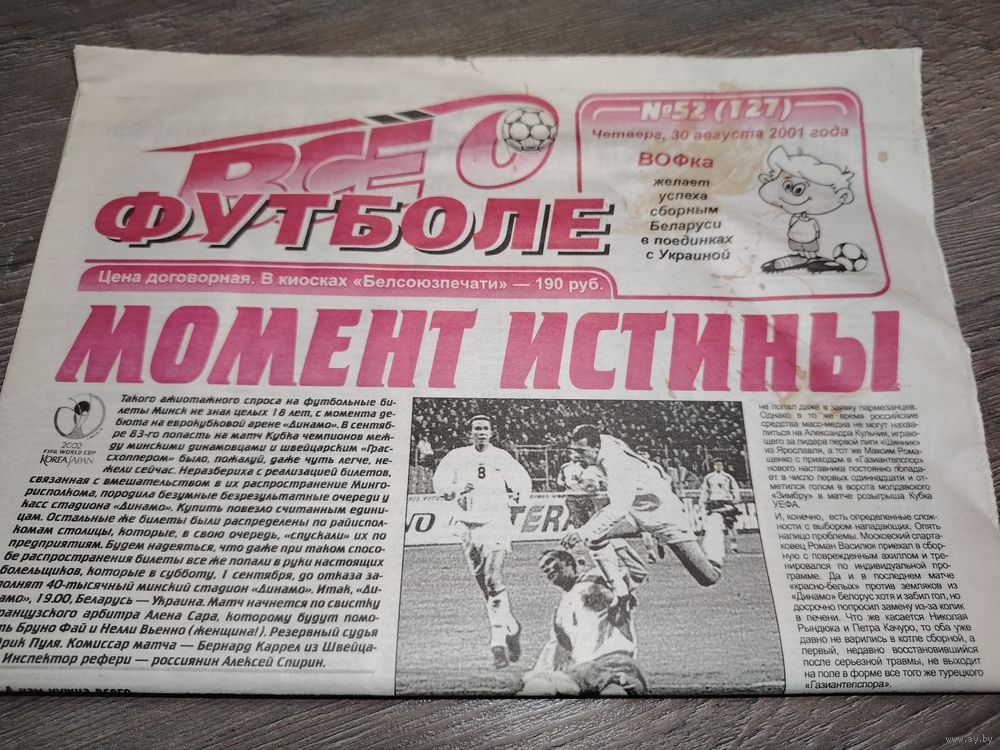 ВСЁ О
ФУТБОЛЕ
№52 (127)
Четверг, 30 августа 2001 года
ВОФка
желает
успеха
сборным
Беларуси
в поединках
с Украиной
Цена договорная. В киосках «Белсоюзпечати» — 190 руб.
МОМЕНТ ИСТИНЫ
2002
FIFA WORLD CUP
KOREA JAPAN
Такого ажиотажного спроса на футбольные би-
леты Минск не знал целых 18 лет, с момента де-
бюта на еврокубковой арене «Динамо». В сентяб-
ре 83-го попасть на матч Кубка чемпионов меж-
ду минскими динамовцами и швейцарским «Грас-
схоппером» было, пожалуй, даже чуть легче, не-
жели сейчас. Неразбериха с реализацией билетов,
связанная с вмешательством в их распространение Минго-
рисполкома, породила безумные безрезультатные очереди у
касс стадиона «Динамо». Купить повезло считанным едини-
цам. Остальные же билеты были распределены по райиспол-
комам столицы, которые, в свою очередь, «спускали» их по
предприятиям. Будем надеяться, что даже при таком спосо-
бе распространения билеты все же попали в руки настоящих
болельщиков, которые в субботу, 1 сентября, до отказа за-
полнят 40-тысячный минский стадион «Динамо». Итак, «Ди-
амо», 19.00, Беларусь — Украина. Матч начнется по свистку
ранцузского арбитра Алена Сара, которому будут помо-
ть Бруно Фай и Нелли Вьенно (женщина!). Резервный судья
рик Пуля. Комиссар матча — Бернард Каррел из Швейца-
Инспектор рефери — россиянин Алексей Спирин.
А нам нужна всего
8
не попал даже в заявку пармезанцев.
Однако в то же время российские
средства масс-медиа не могут нахва-
литься на Александра Кульчия, играю-
щего за лидера первой лиги «Шинник»
из Ярославля, а тот же Максим Рома-
щенко с приходом в «Газиантепспор»
нового наставника постоянно попада-
ет в число первых одиннадцати и от-
метился голом в ворота молдавского
«Зимбру» в матче розыгрыша Кубка
УЕФА.
И, конечно, есть определенные слож-
ности с выбором нападающих. Опять
налицо проблемы. Московский спарта-
ковец Роман Василюк приехал в сбор-
ную с поврежденным ахиллом и тре-
нировался по индивидуальной про-
грамме. Да и в последнем матче
«красно-белых» против земляков из
«Динамо» белорус хотя и забил гол, но
досрочно попросил замену из-за колик
в печени. Что же касается Николая
Рындюка и Петра Качуро, то оба уже
давно не варились в котле сборной, а
первый, недавно восстановившийся
после серьезной травмы, не выходит
на поле в форме все того же турецкого
«Газиантепспора».
www.ay.by